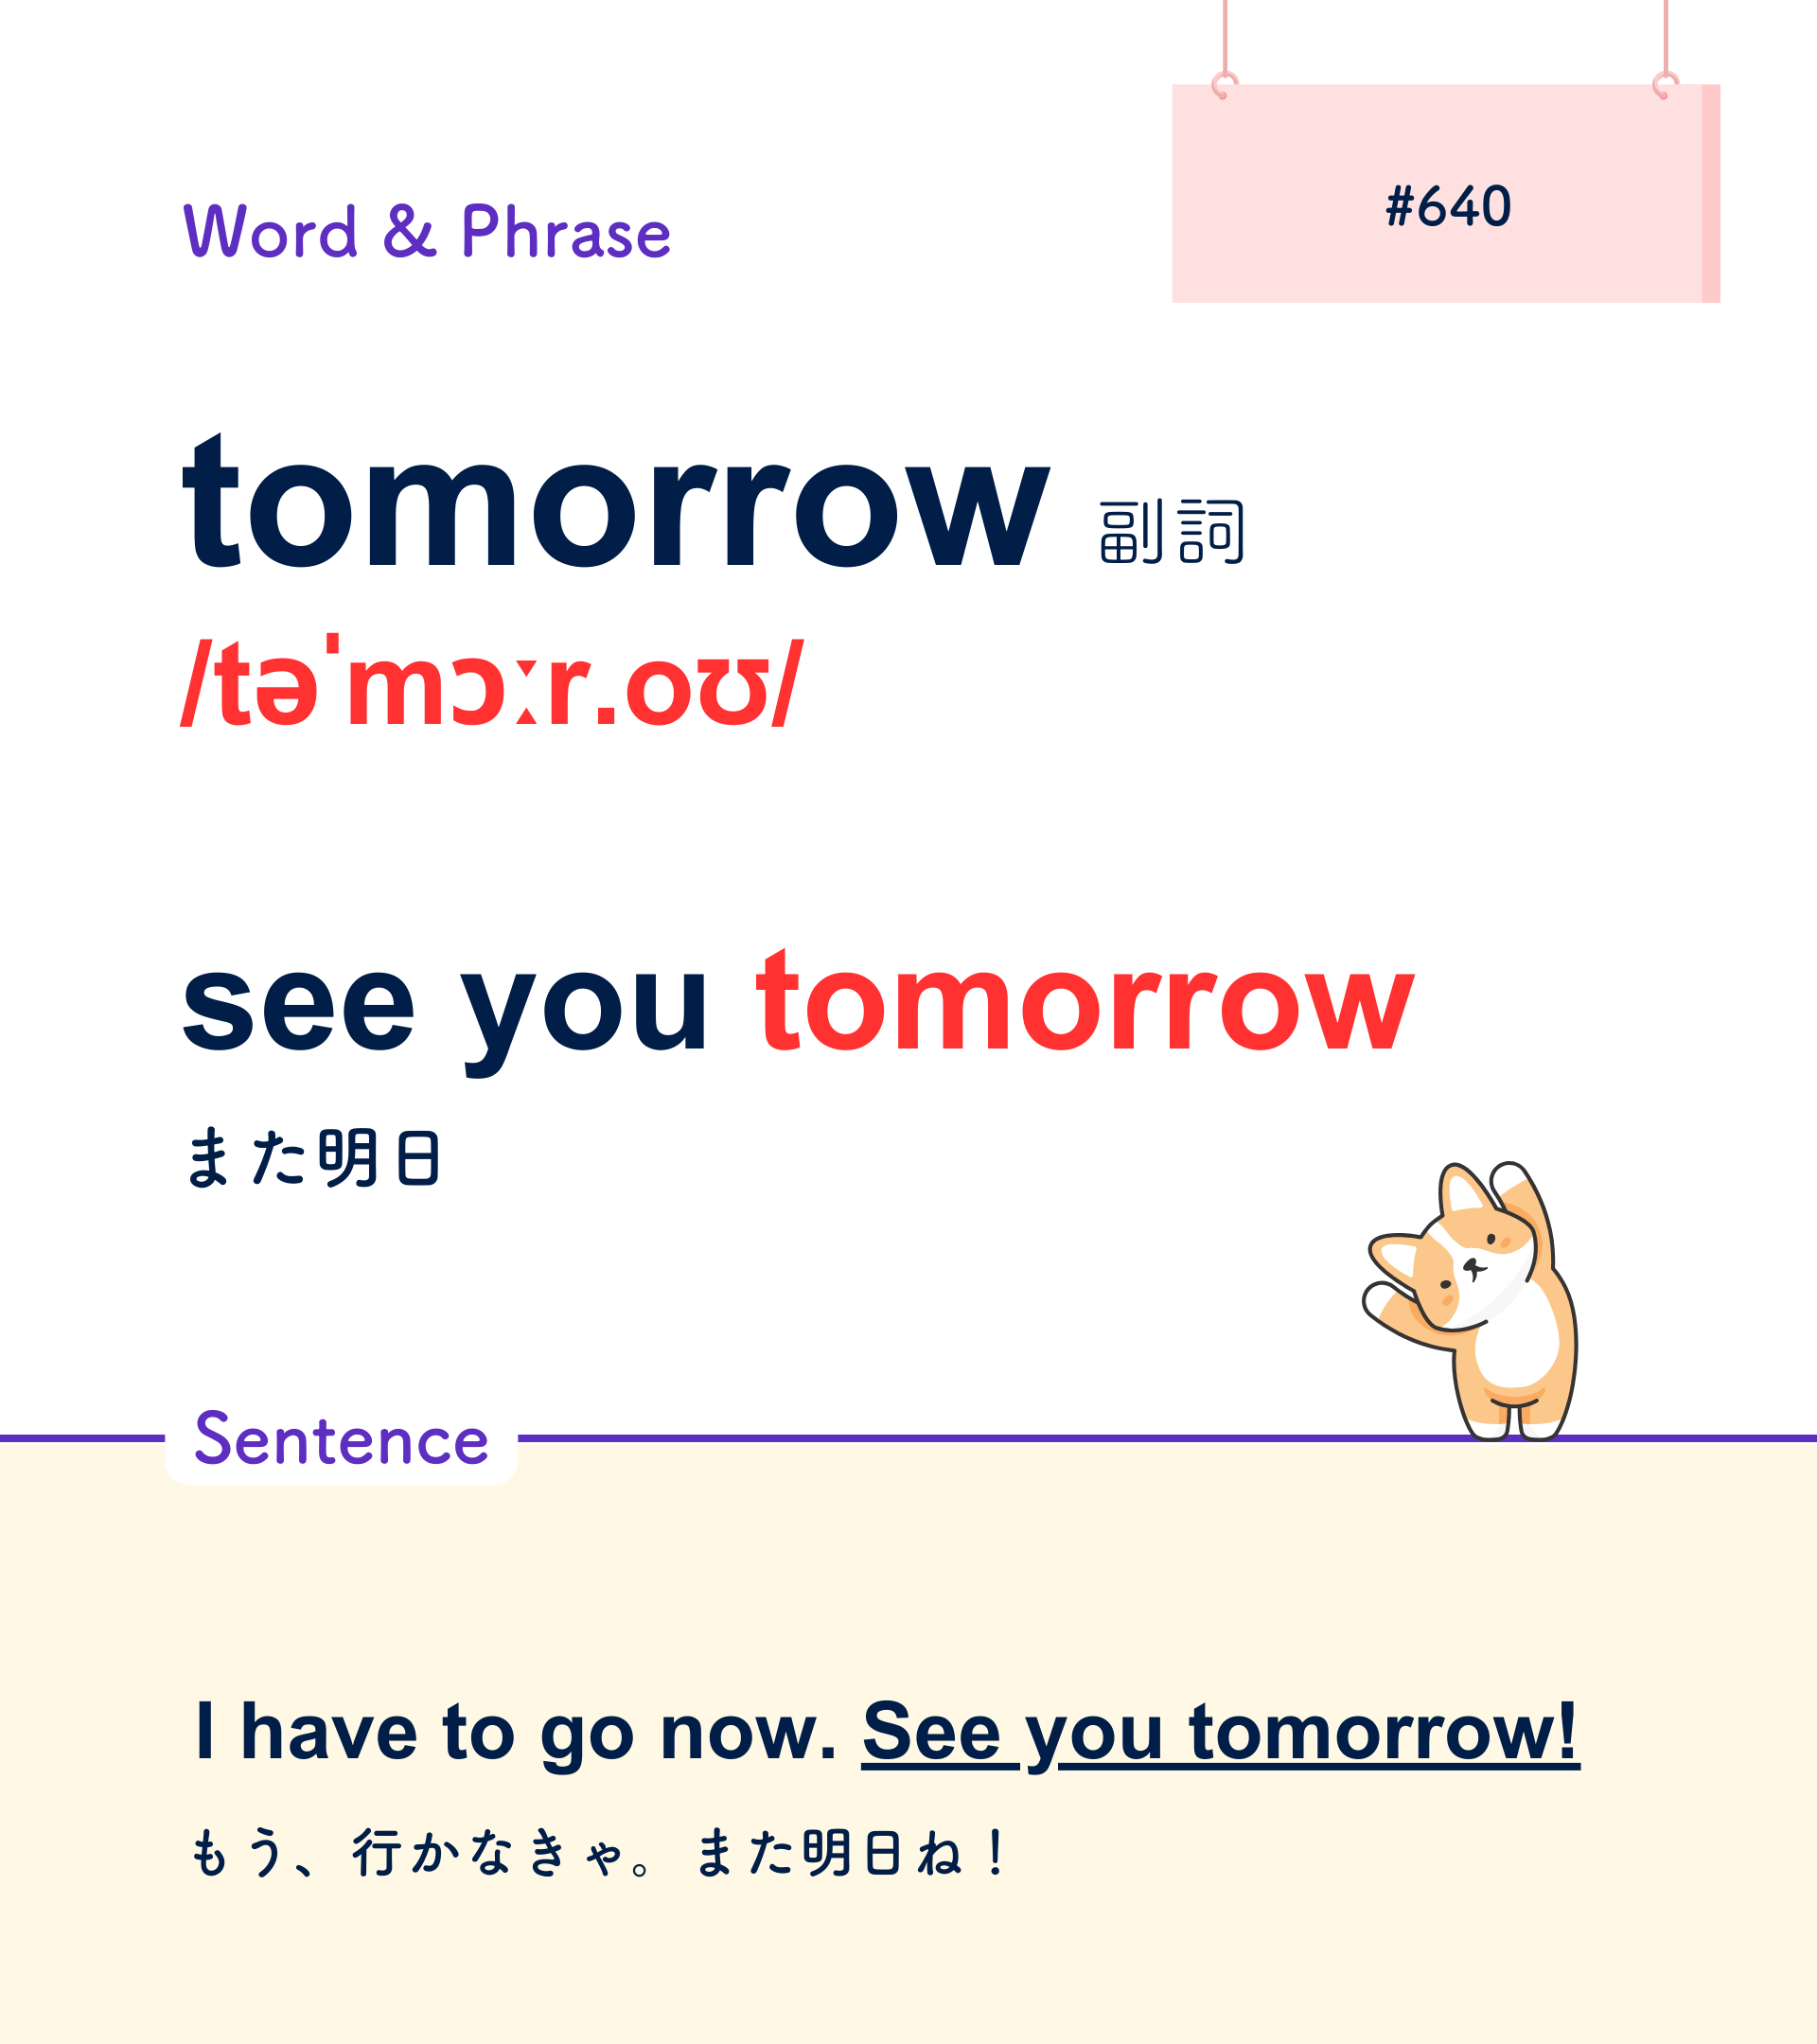 #640
Word & Phrase
tomorrow 副詞
/təˈmɔːr.oʊ/
see you tomorrow
また明日
Sentence
I have to go now. See you tomorrow!
もう、行かなきゃ。また明日ね！